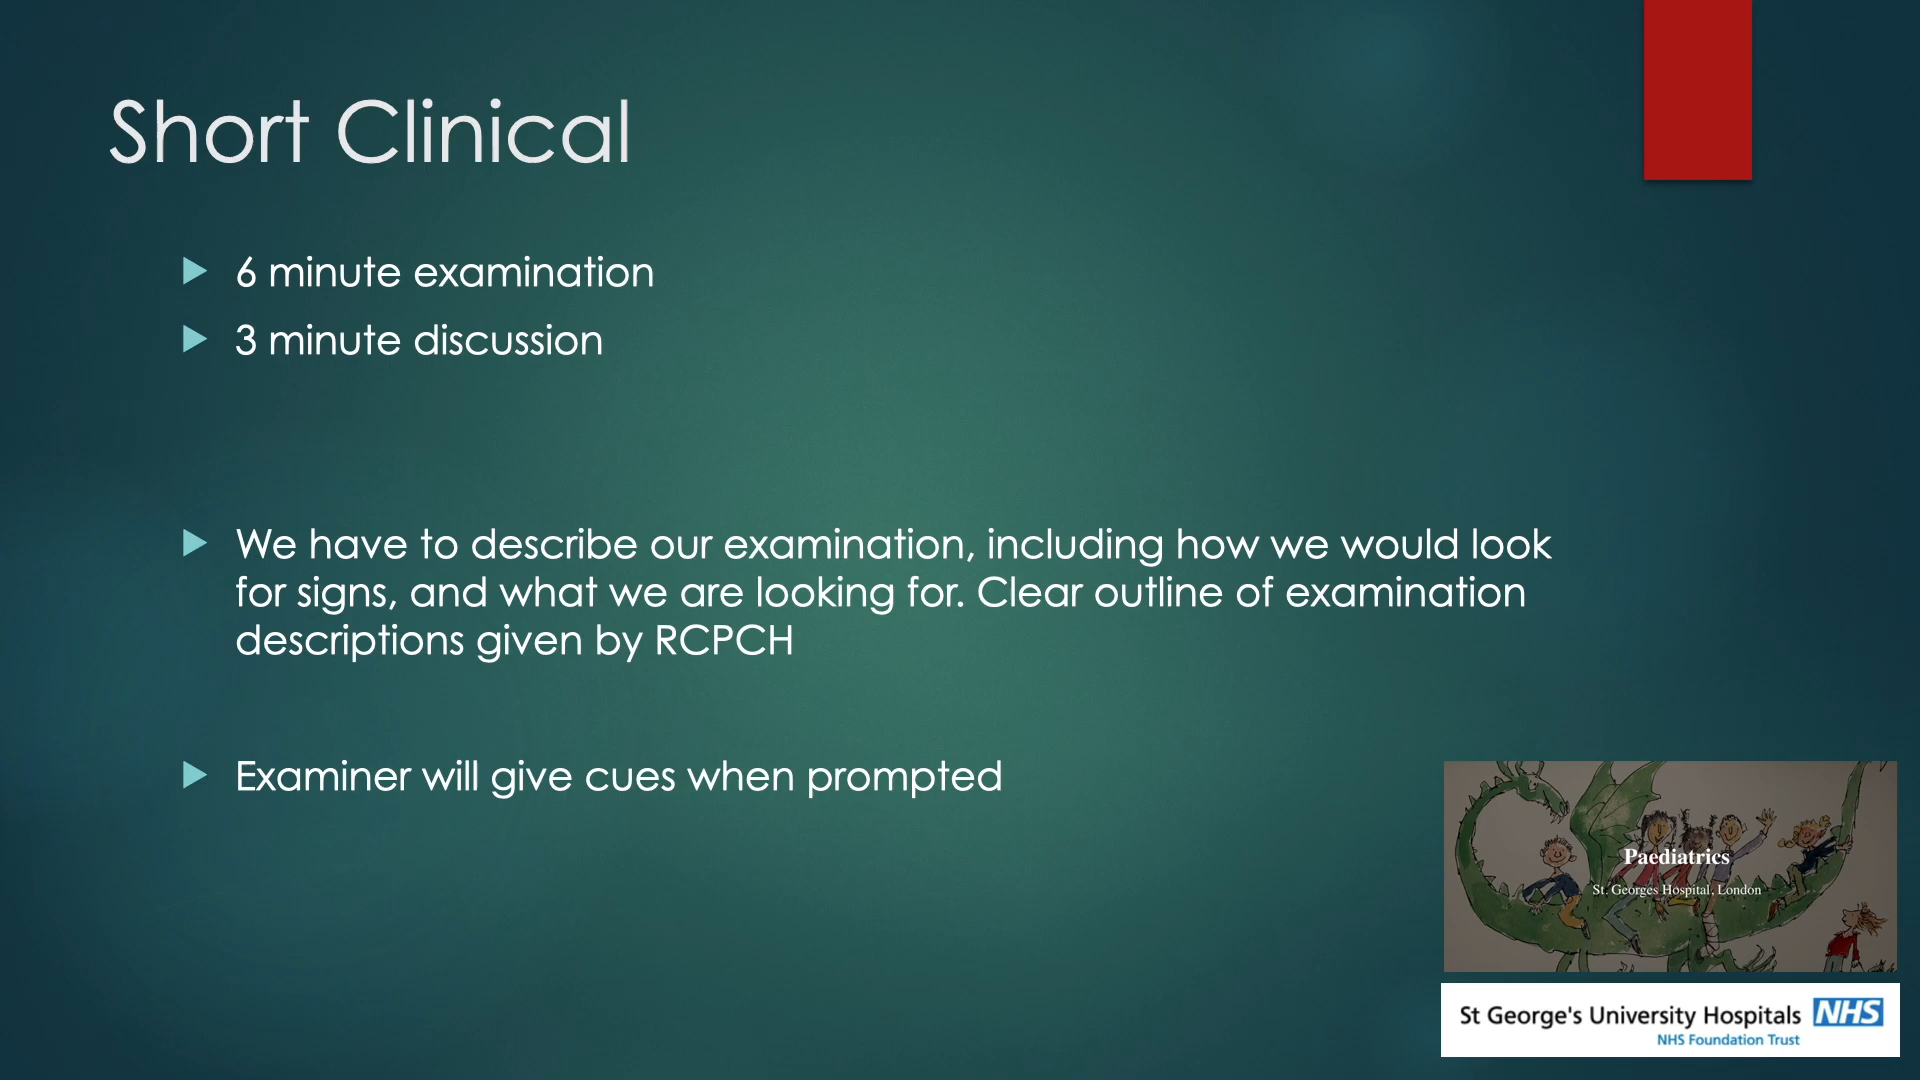 Short Clinical
6 minute examination
3 minute discussion
We have to describe our examination, including how we would look
for signs, and what we are looking for. Clear outline of examination
descriptions given by RCPCH
Examiner will give cues when prompted
Paediatrics
St. Georges Hospital, London
St George's University Hospitals NHS
NHS Foundation Trust